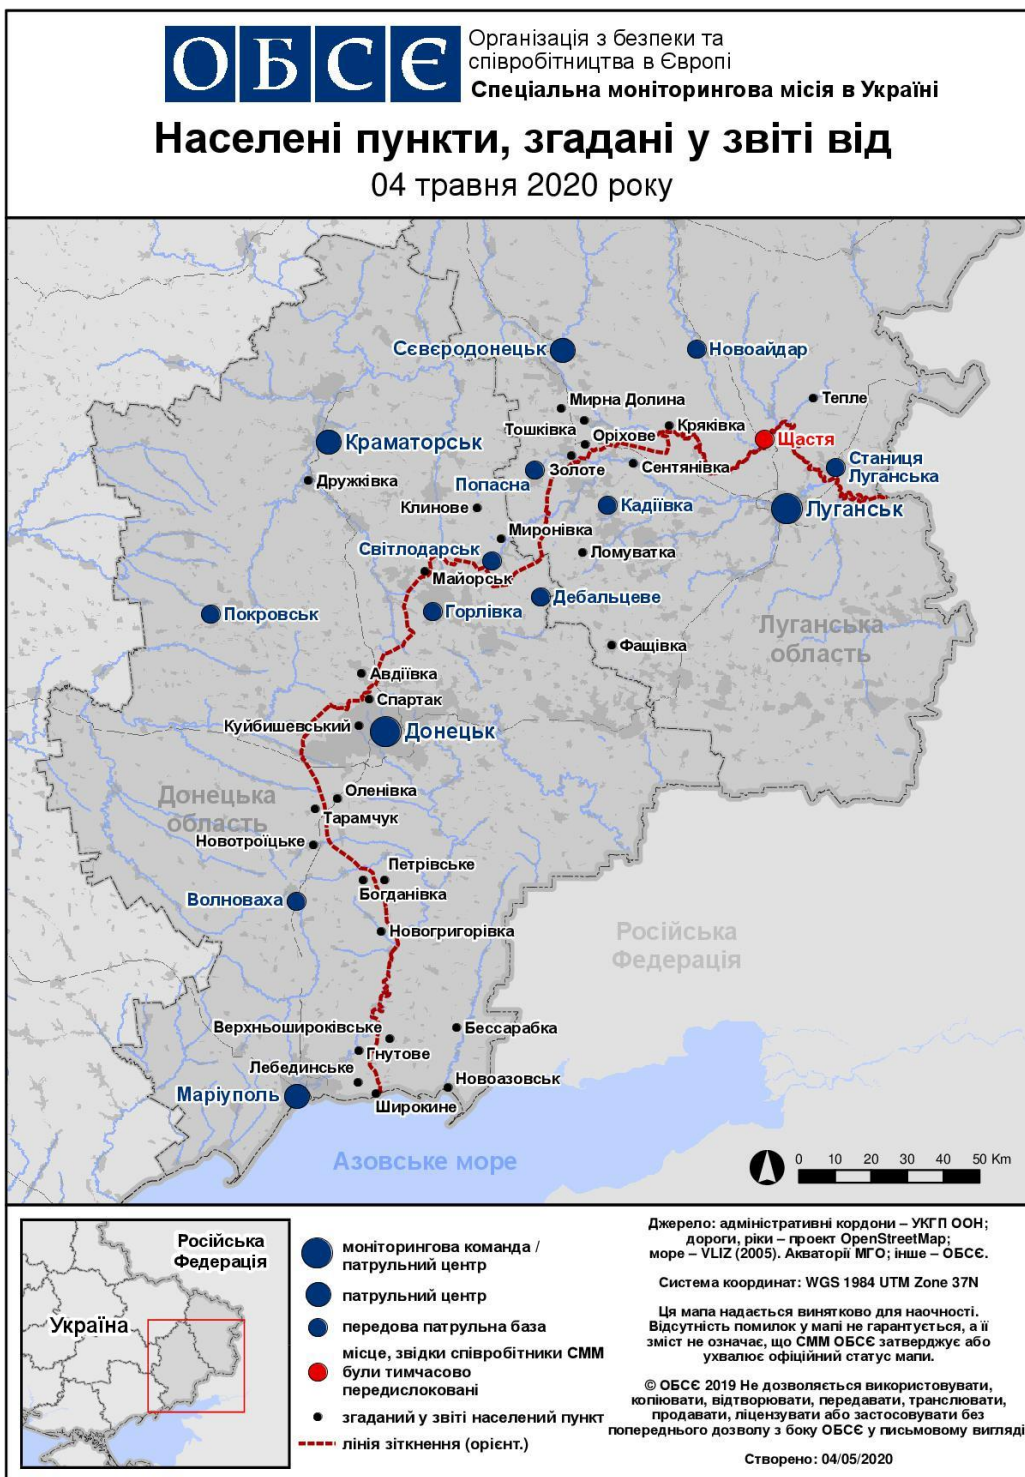 ОБСЄ
Організація з безпеки та
співробітництва в Європі
Спеціальна моніторингова місія в Україні
Населені пункти, згадані у звіті від
04 травня 2020 року
Сєвєродонецьк
Новоайдар
Тепле
Мирна Долина
Тошківка
Кряківка
Оріхове
Щастя
Краматорськ
Станиця
Луганська
Золоте
Сентянівка
Попасна
Дружківка
Клинове
Кадіївка
Луганськ
Миронівка
Світлодарськ
Ломуватка
Майорськ
Дебальцеве
Покровськ
Горлівка
Луганська
область
Фащівка
Авдіївка
Спартак
Куйбишевський
Донецьк
Оленівка
Донецька
область
Тарамчук
Новотроїцьке
Петрівське
Богданівка
Волноваха
Новогригорівка
Російська
Федерація
Верхньошироківське
Бессарабка
Гнутове
Лебединське
Новоазовськ
Маріуполь
Широкине
Азовське море
0 10 20 30 40 50 Km
Російська
Федерація
Україна
моніторингова команда /
патрульний центр
патрульний центр
передова патрульна база
місце, звідки співробітники СММ
були тимчасово
передислоковані
згаданий у звіті населений пункт
лінія зіткнення (орієнт.)
Джерело: адміністративні кордони – УКГП ООН;
дороги, ріки – проект OpenStreetMap;
море – VLIZ (2005). Акваторії МГО; інше – ОБСЄ.
Система координат: WGS 1984 UTM Zone 37N
Ця мапа надається винятково для наочності.
Відсутність помилок у мапі не гарантується, а її
зміст не означає, що СММ ОБСЄ затверджує або
ухвалює офіційний статус мапи.
© ОБСЄ 2019 Не дозволяється використовувати,
копіювати, відтворювати, передавати, транслювати,
продавати, ліцензувати або застосовувати без
попереднього дозволу з боку ОБСЄ у письмовому вигляді
Створено: 04/05/2020